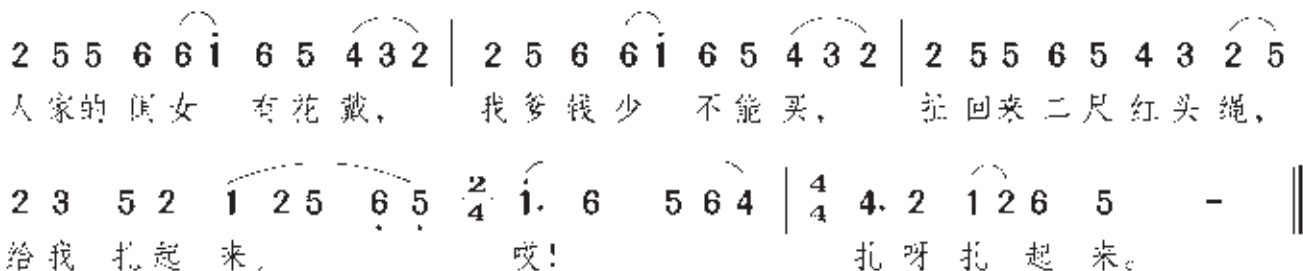 2 5 5 6 6 i 6 5 4 3 2 | 2 5 6 6 i 6 5 4 3 2 | 2 5 5 6 5 4 3 2 5
人家的闺女 有花戴， 我爹钱少 不能买， 扯回来二尺红头绳，
2 3 5 2 1 2 5 6 5 2/4 i. 6 5 6 4 | 4/4 4. 2 1 2 6 5 - ‖
给我 扎起 来， 哎！ 扎呀扎 起 来。